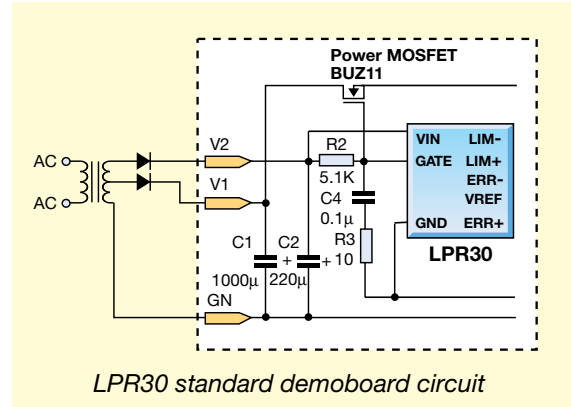 Power MOSFET
BUZ11
AC
AC
V2
V1
GN
R2
5.1K
C4
0.1µ
R3
10
C1
1000µ
C2
+
220µ
+
VIN LIM-
GATE LIM+
ERR-
VREF
GND ERR+
LPR30
LPR30 standard demoboard circuit